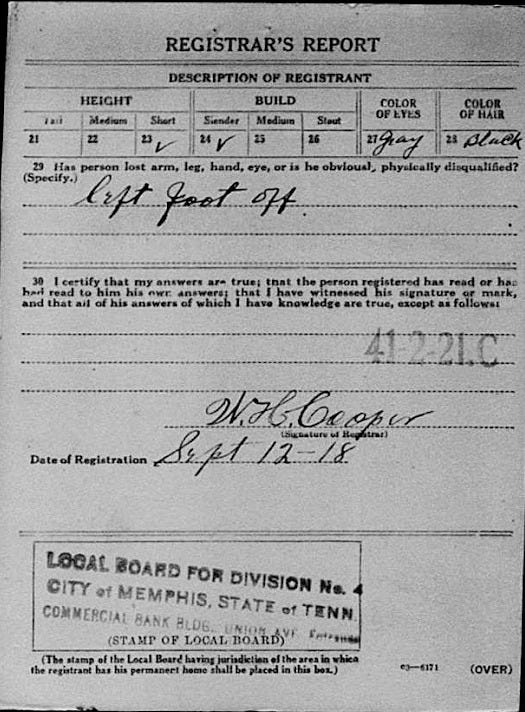 REGISTRAR'S REPORT
DESCRIPTION OF REGISTRANT
HEIGHT BUILD COLOR OF EYES COLOR OF HAIR
Tall Medium Short Slender Medium Stout
21 22 23 ✓ 24 ✓ 25 26 27 Gray 28 Black
29 Has person lost arm, leg, hand, eye, or is he obviously physically disqualified?
(Specify.)
left foot off
30 I certify that my answers are true; that the person registered has read or has
had read to him his own answers; that I have witnessed his signature or mark,
and that all of his answers of which I have knowledge are true, except as follows:
41-2-21.C
W.H. Cooper
(Signature of Registrar)
Date of Registration Sept 12-18
LOCAL BOARD FOR DIVISION No. 4
CITY of MEMPHIS, STATE of TENN.
COMMERCIAL BANK BLDG., UNION AVE. Entrance
(STAMP OF LOCAL BOARD)
(The stamp of the Local Board having jurisdiction of the area in which
the registrant has his permanent home shall be placed in this box.)
03—6171 (OVER)